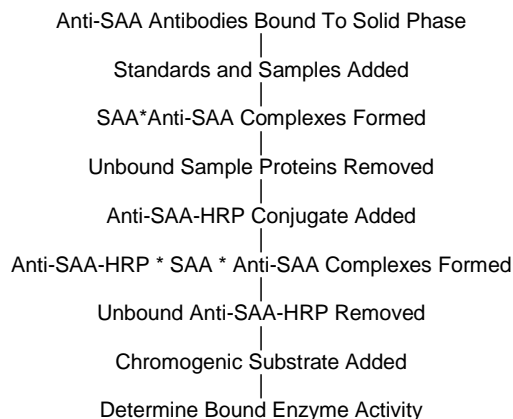 Anti-SAA Antibodies Bound To Solid Phase
Standards and Samples Added
SAA*Anti-SAA Complexes Formed
Unbound Sample Proteins Removed
Anti-SAA-HRP Conjugate Added
Anti-SAA-HRP * SAA * Anti-SAA Complexes Formed
Unbound Anti-SAA-HRP Removed
Chromogenic Substrate Added
Determine Bound Enzyme Activity